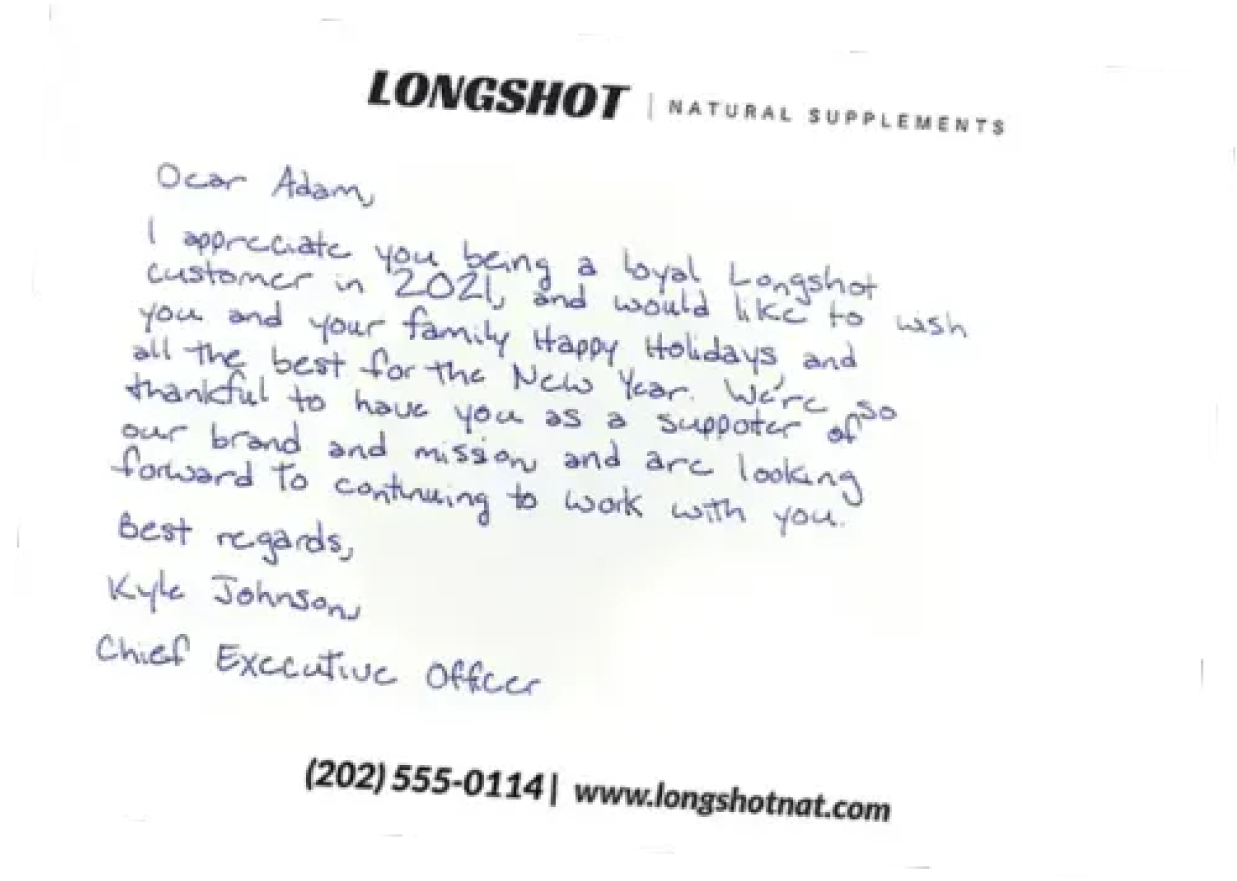 LONGSHOT | NATURAL SUPPLEMENTS
Dear Adam,
I appreciate you being a loyal Longshot
customer in 2021, and would like to wish
you and your family Happy Holidays and
all the best for the New Year. We're so
thankful to have you as a suppoter of
our brand and mission and are looking
forward to continuing to work with you.
Best regards,
Kyle Johnson,
Chief Executive Officer
(202) 555-0114 | www.longshotnat.com